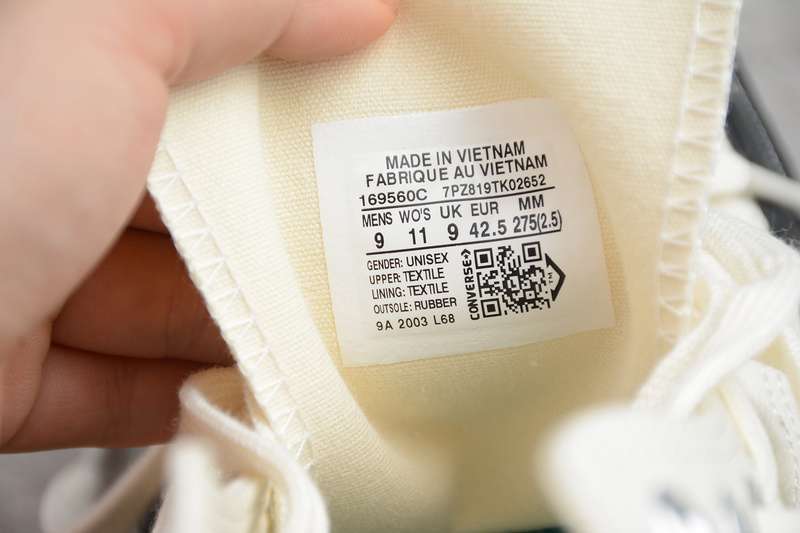 MADE IN VIETNAM
FABRIQUE AU VIETNAM
169560C 7PZ819TK02652
MENS WO'S UK EUR MM
9 11 9 42.5 275(2.5)
GENDER: UNISEX
UPPER: TEXTILE
LINING: TEXTILE
OUTSOLE: RUBBER
9A 2003 L68
CONVERSE
TM